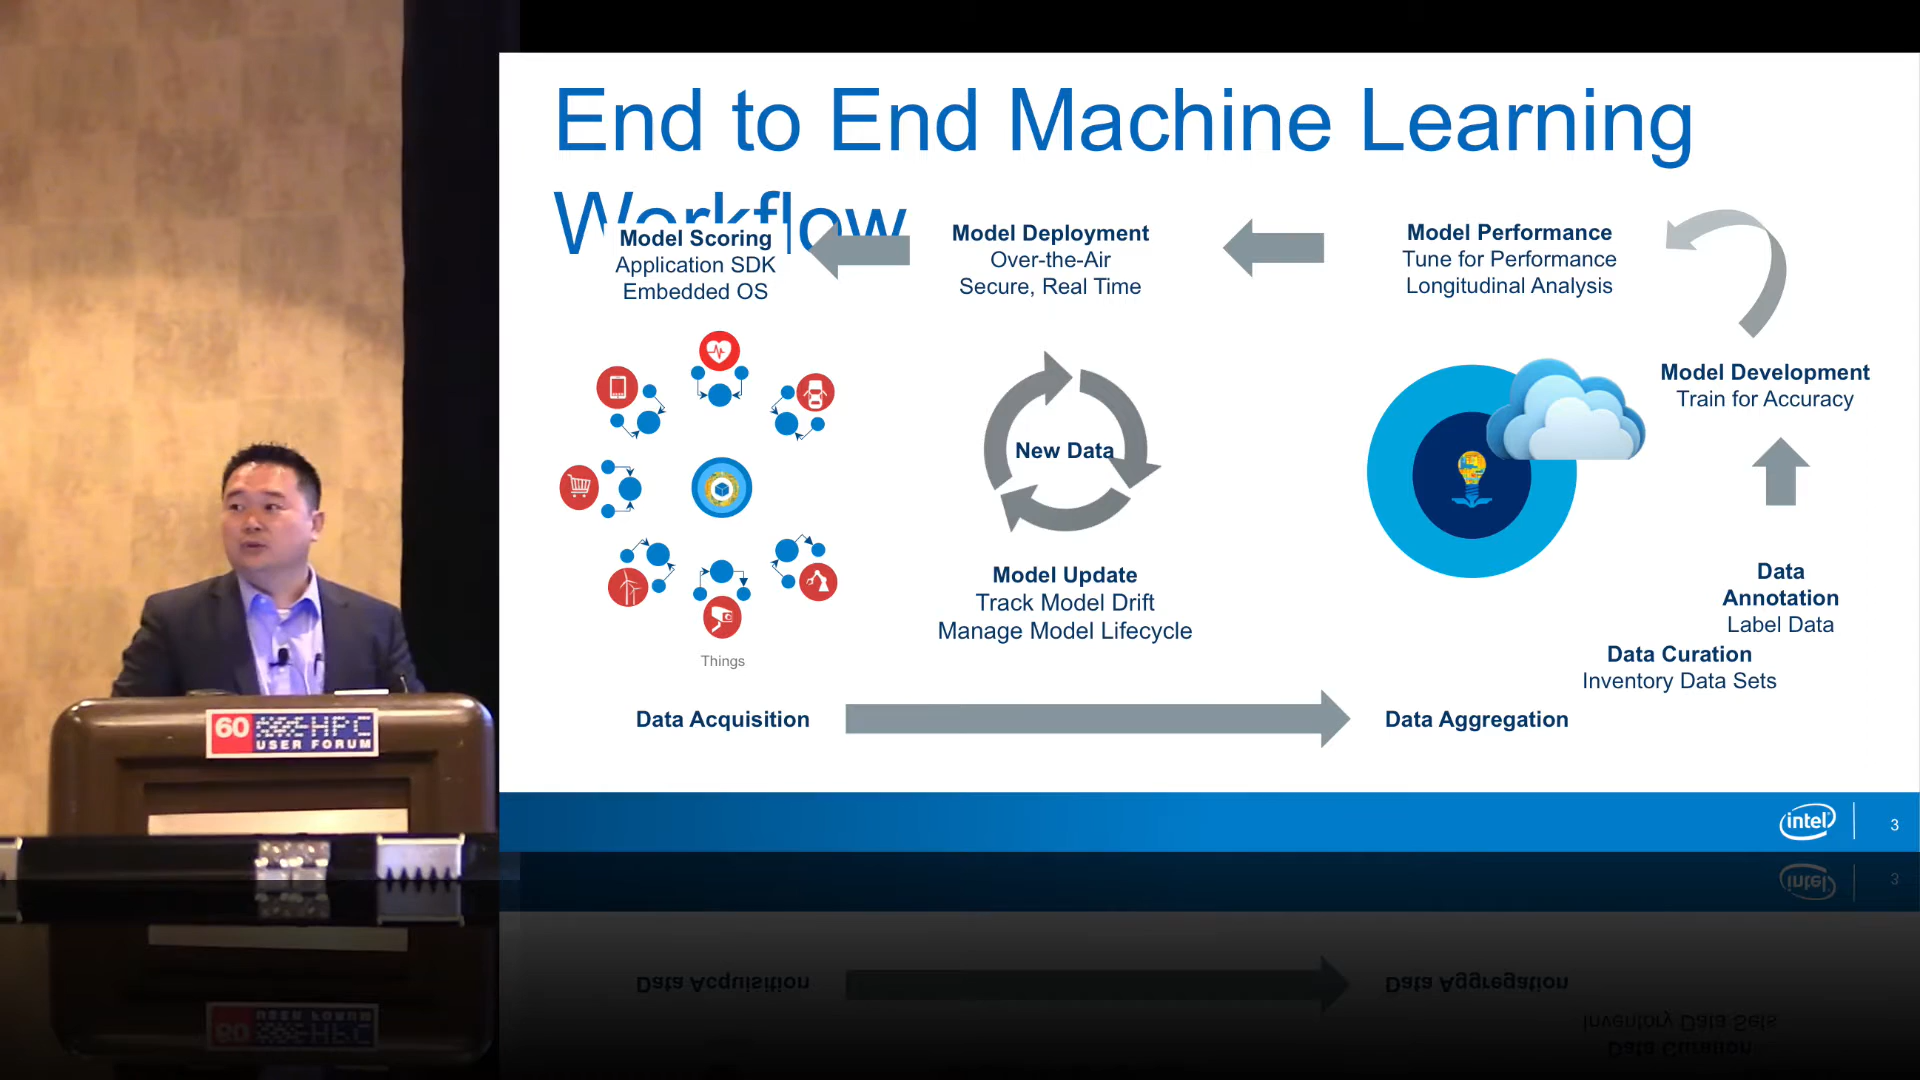 End to End Machine Learning
Workflow
Model Scoring
Application SDK
Embedded OS
Model Deployment
Over-the-Air
Secure, Real Time
Model Performance
Tune for Performance
Longitudinal Analysis
Model Development
Train for Accuracy
New Data
Model Update
Track Model Drift
Manage Model Lifecycle
Data
Annotation
Label Data
Data Curation
Inventory Data Sets
Things
Data Acquisition
Data Aggregation
60 HPC
USER FORUM
intel
3